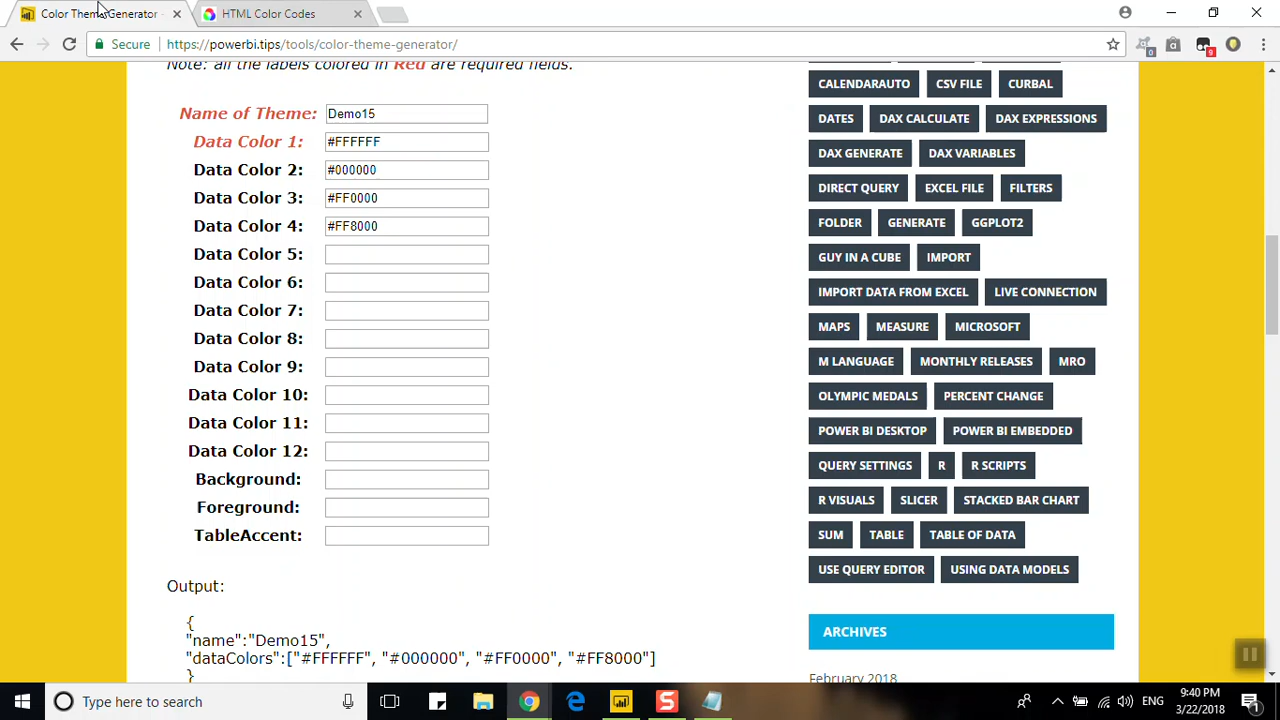 Color Theme Generator
HTML Color Codes
Secure
https://powerbi.tips/tools/color-theme-generator/
0
a
9
Note: all the labels colored in Red are required fields.
Name of Theme: Demo15
Data Color 1: #FFFFFF
Data Color 2: #000000
Data Color 3: #FF0000
Data Color 4: #FF8000
Data Color 5:
Data Color 6:
Data Color 7:
Data Color 8:
Data Color 9:
Data Color 10:
Data Color 11:
Data Color 12:
Background:
Foreground:
TableAccent:
Output:
{
"name":"Demo15",
"dataColors":["#FFFFFF", "#000000", "#FF0000", "#FF8000"]
}
CALENDARAUTO CSV FILE CURBAL
DATES DAX CALCULATE DAX EXPRESSIONS
DAX GENERATE DAX VARIABLES
DIRECT QUERY EXCEL FILE FILTERS
FOLDER GENERATE GGPLOT2
GUY IN A CUBE IMPORT
IMPORT DATA FROM EXCEL LIVE CONNECTION
MAPS MEASURE MICROSOFT
M LANGUAGE MONTHLY RELEASES MRO
OLYMPIC MEDALS PERCENT CHANGE
POWER BI DESKTOP POWER BI EMBEDDED
QUERY SETTINGS R R SCRIPTS
R VISUALS SLICER STACKED BAR CHART
SUM TABLE TABLE OF DATA
USE QUERY EDITOR USING DATA MODELS
ARCHIVES
February 2018
Type here to search
ENG
9:40 PM
3/22/2018
1